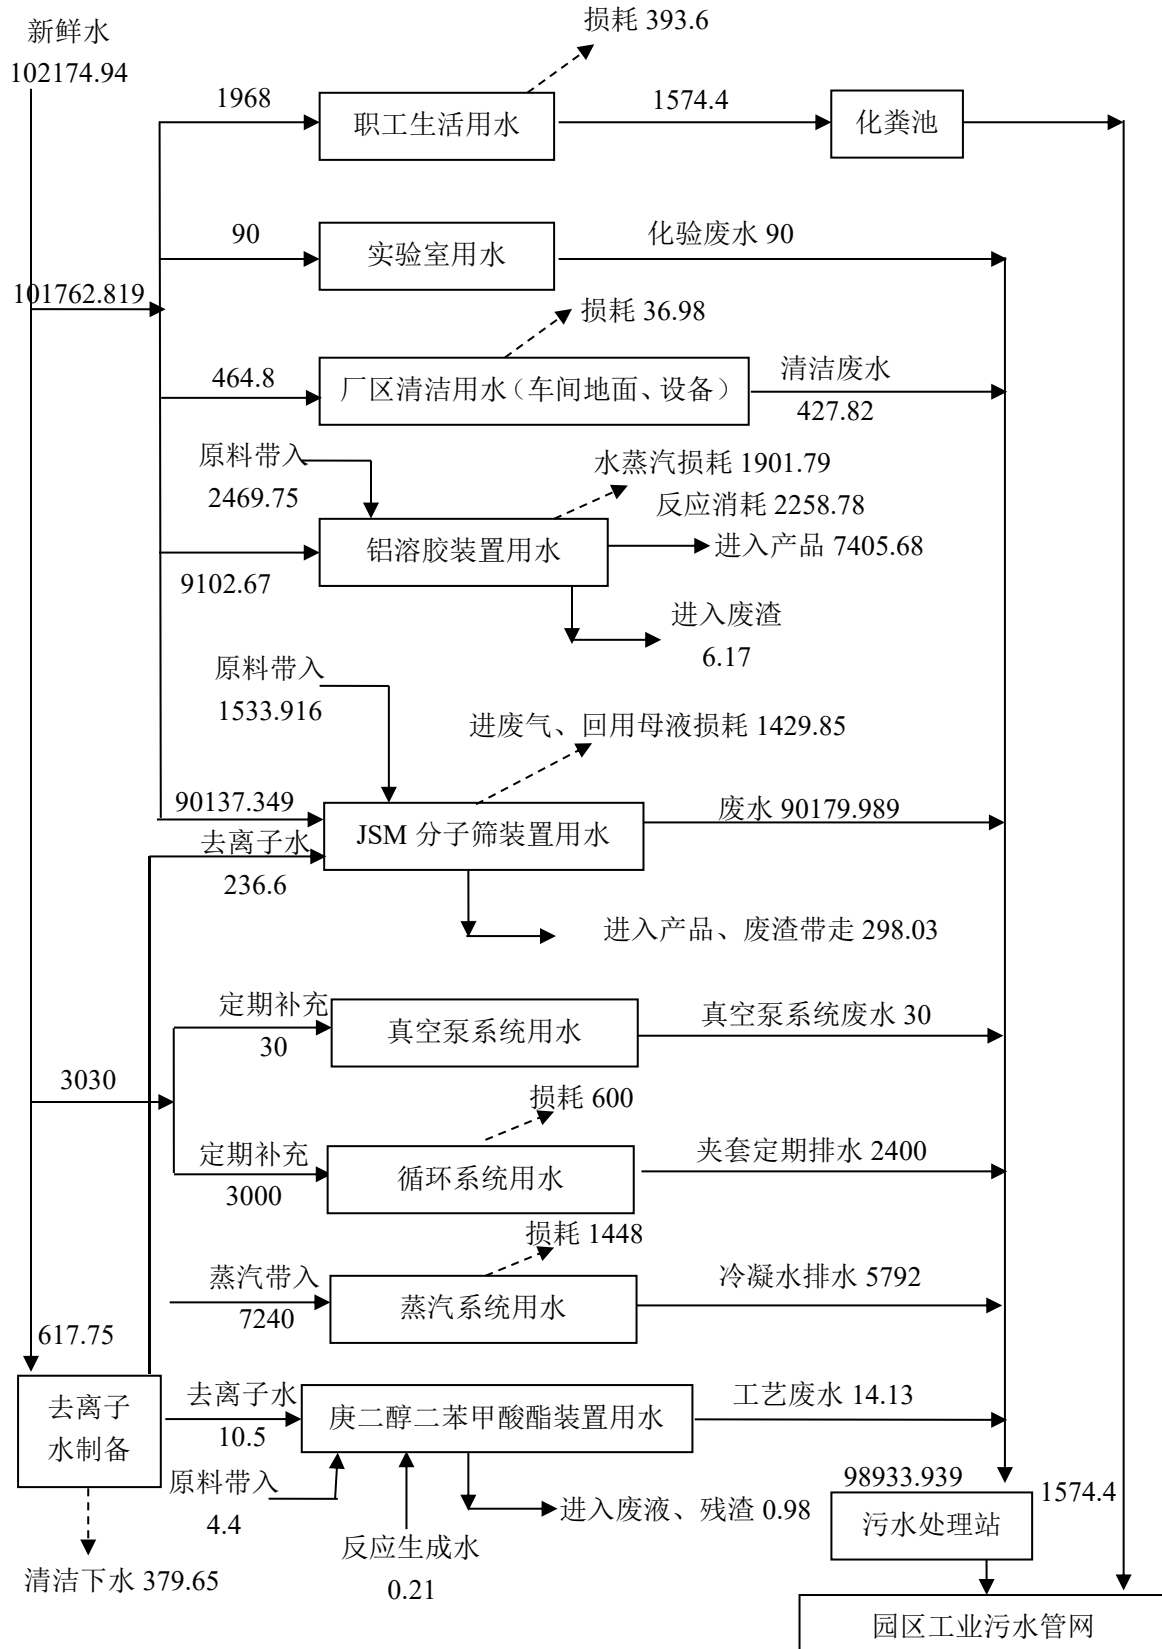 新鲜水
102174.94
损耗 393.6
1968
职工生活用水
1574.4
化粪池
90
实验室用水
化验废水 90
101762.819
损耗 36.98
464.8
厂区清洁用水（车间地面、设备）
清洁废水
427.82
原料带入
2469.75
水蒸汽损耗 1901.79
反应消耗 2258.78
铝溶胶装置用水
进入产品 7405.68
9102.67
进入废渣
6.17
原料带入
1533.916
进废气、回用母液损耗 1429.85
90137.349
JSM 分子筛装置用水
废水 90179.989
去离子水
236.6
进入产品、废渣带走 298.03
定期补充
30
真空泵系统用水
真空泵系统废水 30
3030
损耗 600
定期补充
3000
循环系统用水
夹套定期排水 2400
损耗 1448
蒸汽带入
7240
蒸汽系统用水
冷凝水排水 5792
617.75
去离子
水制备
去离子水
10.5
庚二醇二苯甲酸酯装置用水
工艺废水 14.13
原料带入
4.4
反应生成水
0.21
进入废液、残渣 0.98
98933.939
1574.4
污水处理站
清洁下水 379.65
园区工业污水管网